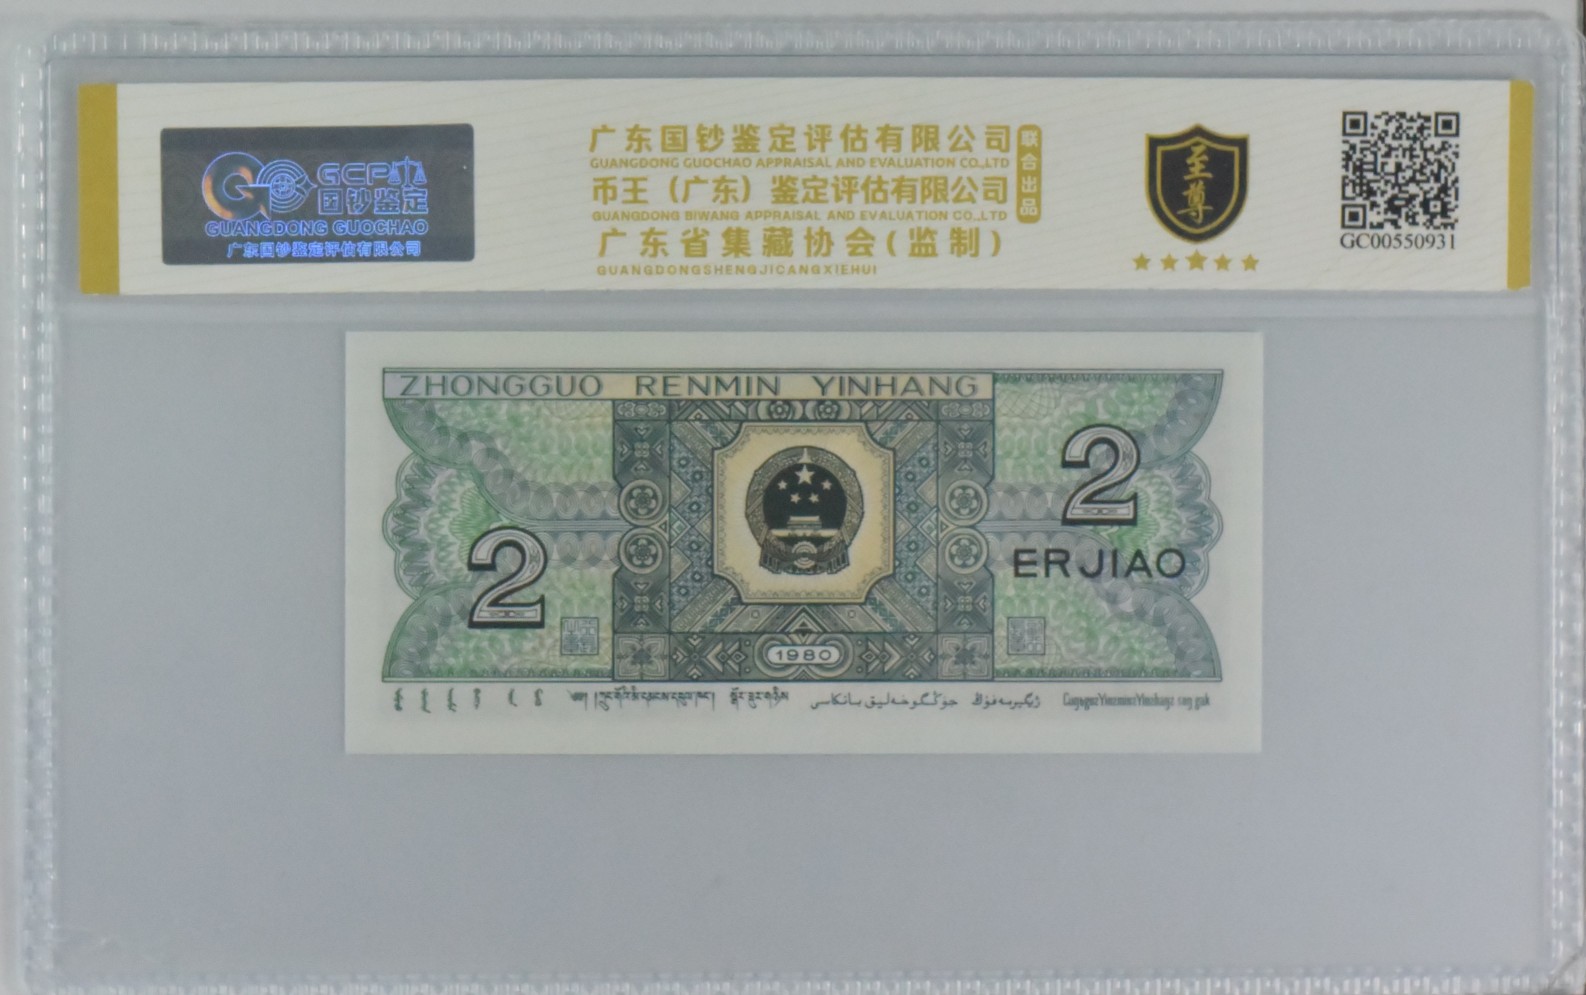 GCP
国钞鉴定
GUANGDONG GUOCHAO
广东国钞鉴定评估有限公司
广东国钞鉴定评估有限公司
GUANGDONG GUOCHAO APPRAISAL AND EVALUATION CO.,LTD
币王（广东）鉴定评估有限公司
GUANGDONG BIWANG APPRAISAL AND EVALUATION CO.,LTD
广东省集藏协会(监制)
GUANGDONGSHENGJICANGXIEHUI
联合出品
至尊
GC00550931
ZHONGGUO RENMIN YINHANG
2
ERJIAO
2
1980